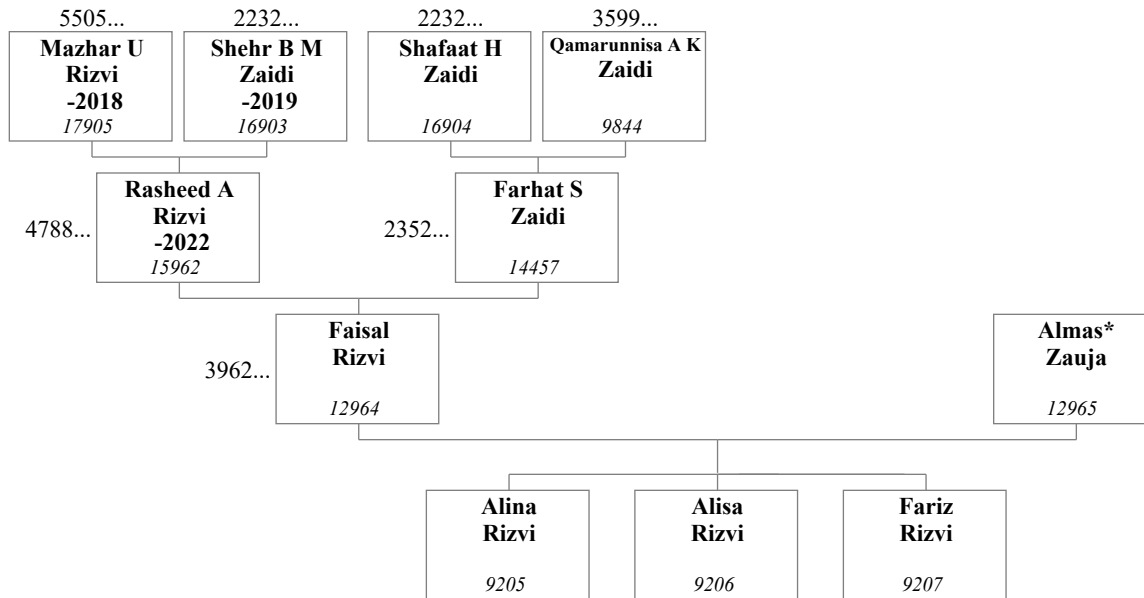 5505...
2232...
2232...
3599...
Mazhar U
Rizvi
-2018
17905
Shehr B M
Zaidi
-2019
16903
Shafaat H
Zaidi
16904
Qamarunnisa A K
Zaidi
9844
4788...
Rasheed A
Rizvi
-2022
15962
2352...
Farhat S
Zaidi
14457
3962...
Faisal
Rizvi
12964
Almas*
Zauja
12965
Alina
Rizvi
9205
Alisa
Rizvi
9206
Fariz
Rizvi
9207